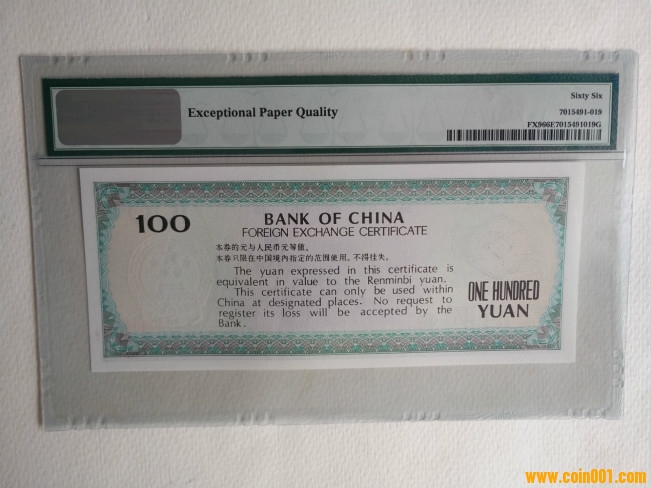 Exceptional Paper Quality
Sixty Six
7015491-019
FX966E7015491019G
100
BANK OF CHINA
FOREIGN EXCHANGE CERTIFICATE
本券的元与人民币元等值。
本券只限在中国境内指定的范围使用，不得挂失。
The yuan expressed in this certificate is
equivalent in value to the Renminbi yuan.
This certificate can only be used within
China at designated places. No request to
register its loss will be accepted by the
Bank.
ONE HUNDRED
YUAN
www.coin001.com